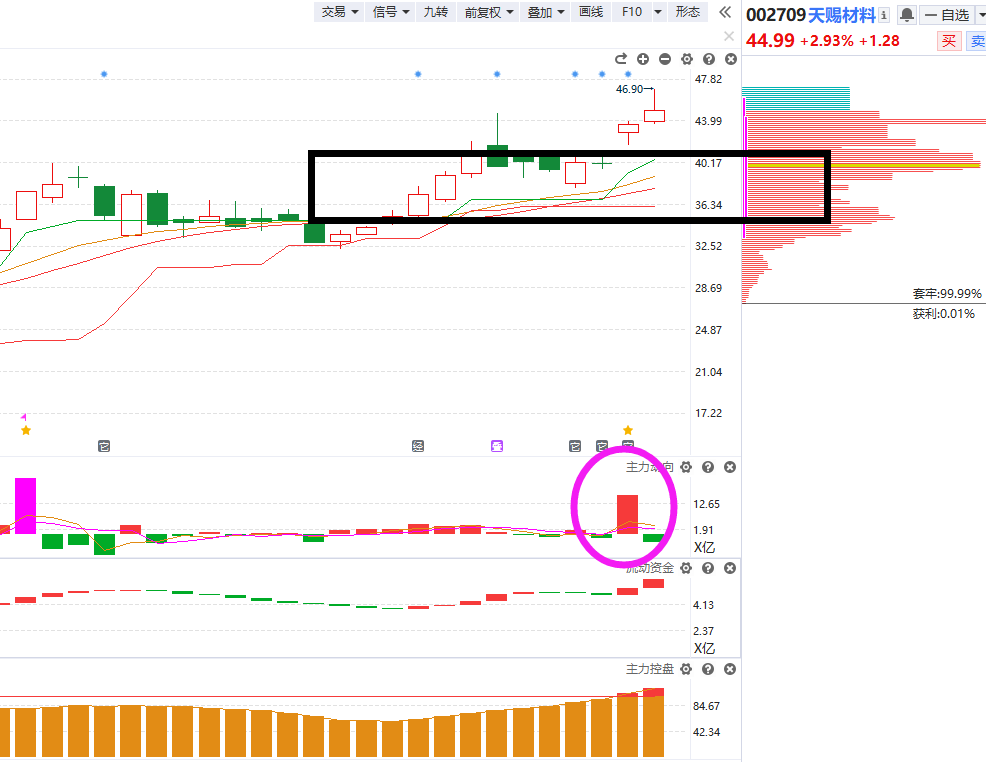 交易 信号 九转 前复权 叠加 画线 F10 形态
002709 天赐材料 自选
44.99 +2.93% +1.28 买 卖
46.90
47.82
43.99
40.17
36.34
32.52
28.69
24.87
21.04
17.22
套牢:99.99%
获利:0.01%
主力动向
12.65
1.91
X亿
流动资金
4.13
2.37
X亿
主力控盘
84.67
42.34